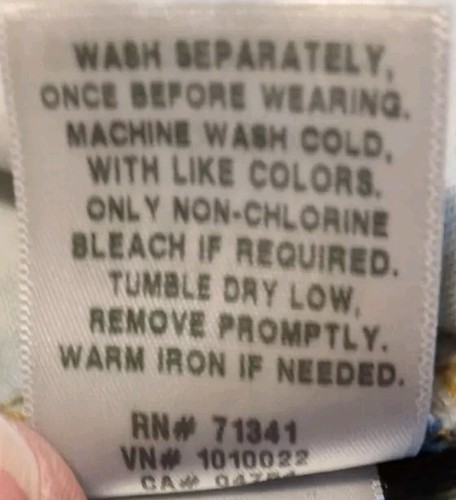 WASH SEPARATELY,
ONCE BEFORE WEARING.
MACHINE WASH COLD,
WITH LIKE COLORS.
ONLY NON-CHLORINE
BLEACH IF REQUIRED.
TUMBLE DRY LOW,
REMOVE PROMPTLY.
WARM IRON IF NEEDED.
RN# 71341
VN# 1010022
CA#